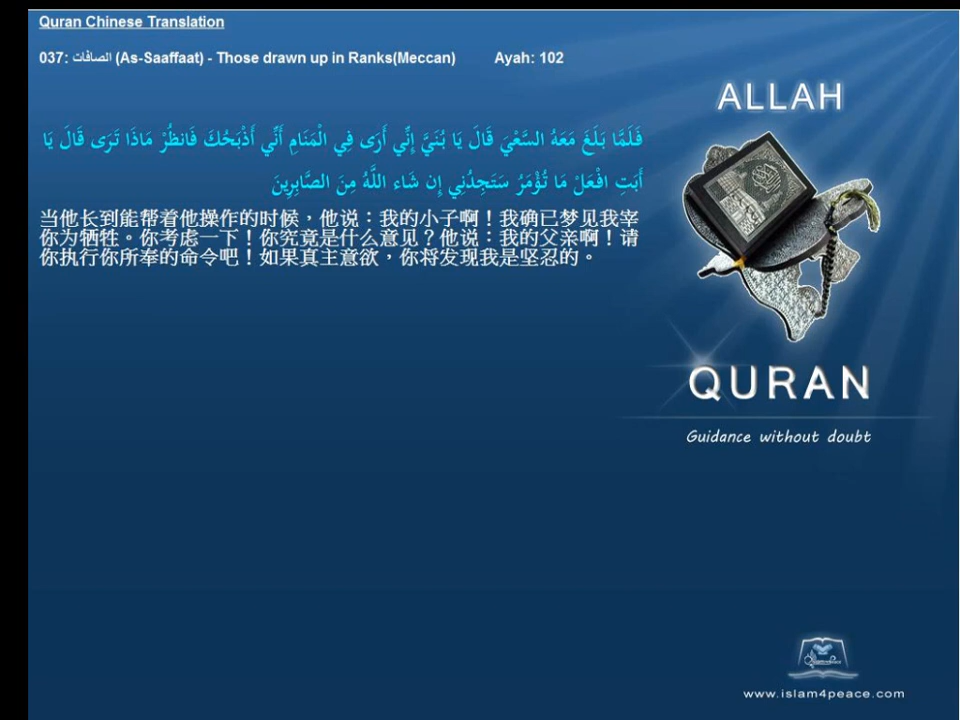 Quran Chinese Translation
037: الصافات (As-Saaffaat) - Those drawn up in Ranks(Meccan) Ayah: 102
فَلَمَّا بَلَغَ مَعَهُ السَّعْيَ قَالَ يَا بُنَيَّ إِنِّي أَرَى فِي الْمَنَامِ أَنِّي أَذْبَحُكَ فَانظُرْ مَاذَا تَرَى قَالَ يَا
أَبَتِ افْعَلْ مَا تُؤْمَرُ سَتَجِدُنِي إِن شَاء اللَّهُ مِنَ الصَّابِرِينَ
当他长到能帮着他操作的时候，他说：我的小子啊！我确已梦见我宰
你为牺牲。你考虑一下！你究竟是什么意见？他说：我的父亲啊！请
你执行你所奉的命令吧！如果真主意欲，你将发现我是坚忍的。
ALLAH
QURAN
Guidance without doubt
www.islam4peace.com